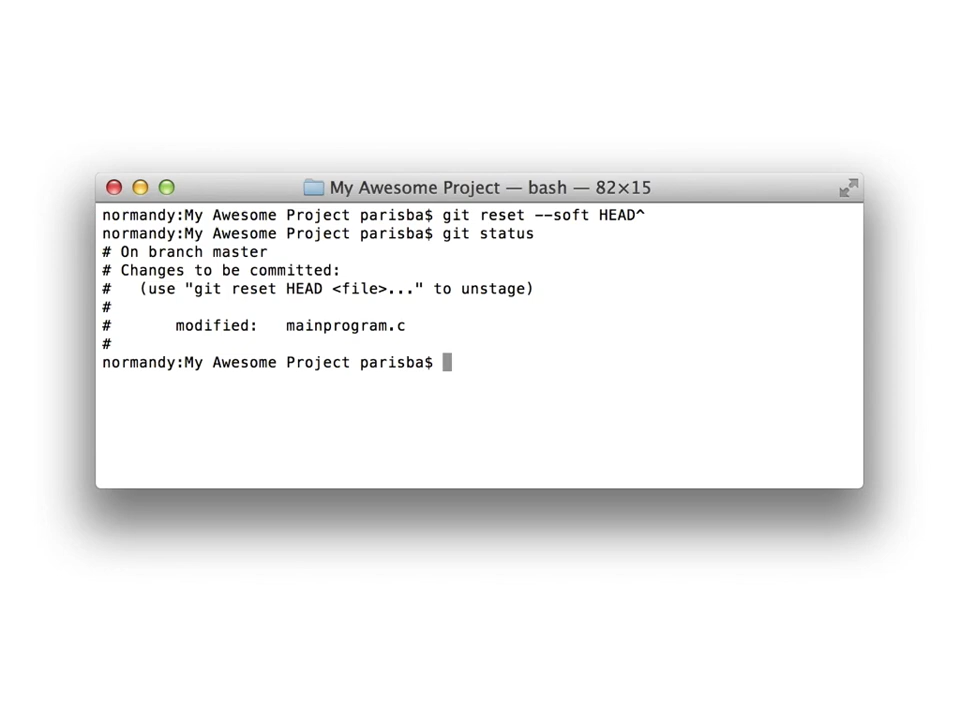 My Awesome Project — bash — 82×15
normandy:My Awesome Project parisba$ git reset --soft HEAD^
normandy:My Awesome Project parisba$ git status
# On branch master
# Changes to be committed:
#   (use "git reset HEAD <file>..." to unstage)
#
#       modified:   mainprogram.c
#
normandy:My Awesome Project parisba$